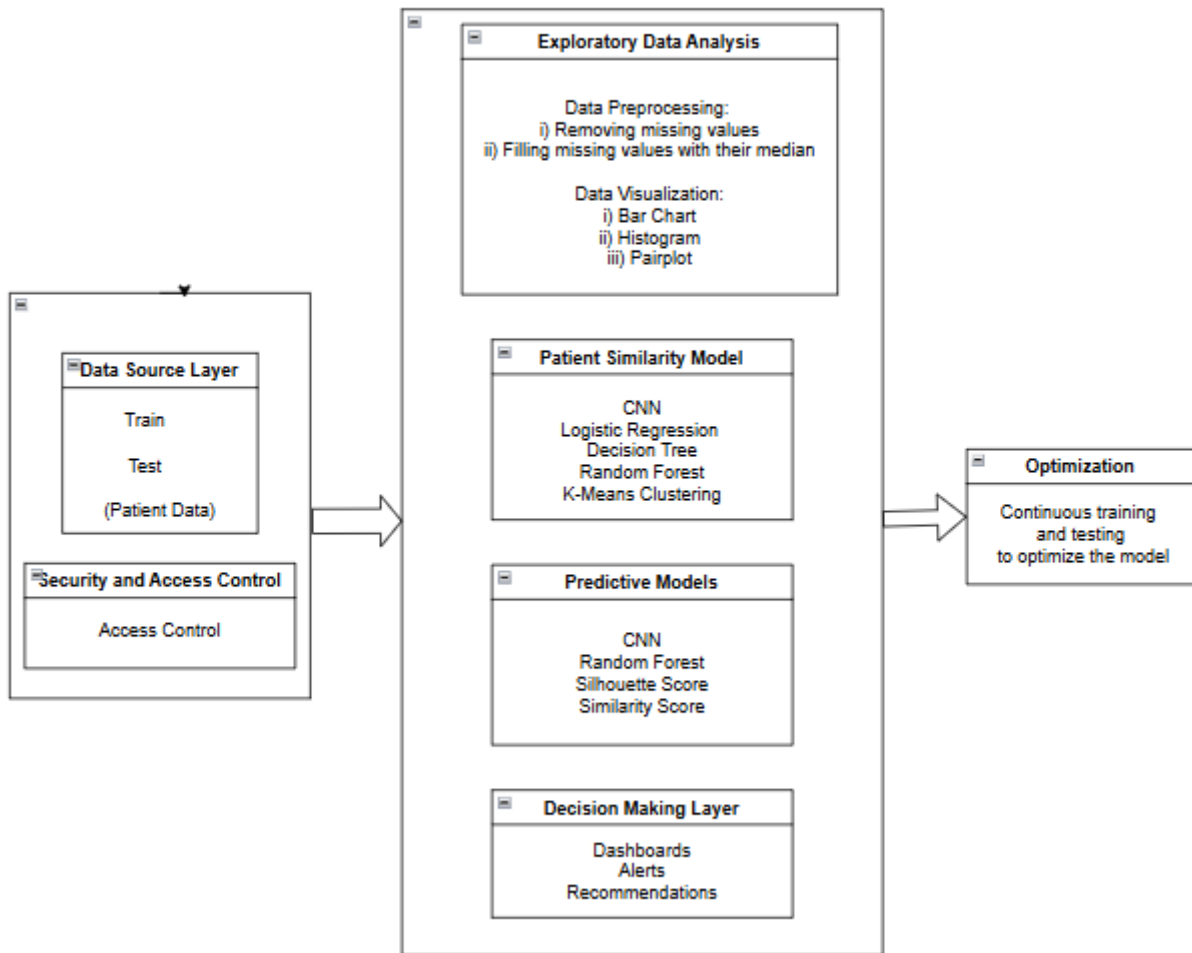 Data Source Layer
Train
Test
(Patient Data)
Security and Access Control
Access Control
Exploratory Data Analysis
Data Preprocessing:
i) Removing missing values
ii) Filling missing values with their median
Data Visualization:
i) Bar Chart
ii) Histogram
iii) Pairplot
Patient Similarity Model
CNN
Logistic Regression
Decision Tree
Random Forest
K-Means Clustering
Predictive Models
CNN
Random Forest
Silhouette Score
Similarity Score
Decision Making Layer
Dashboards
Alerts
Recommendations
Optimization
Continuous training
and testing
to optimize the model